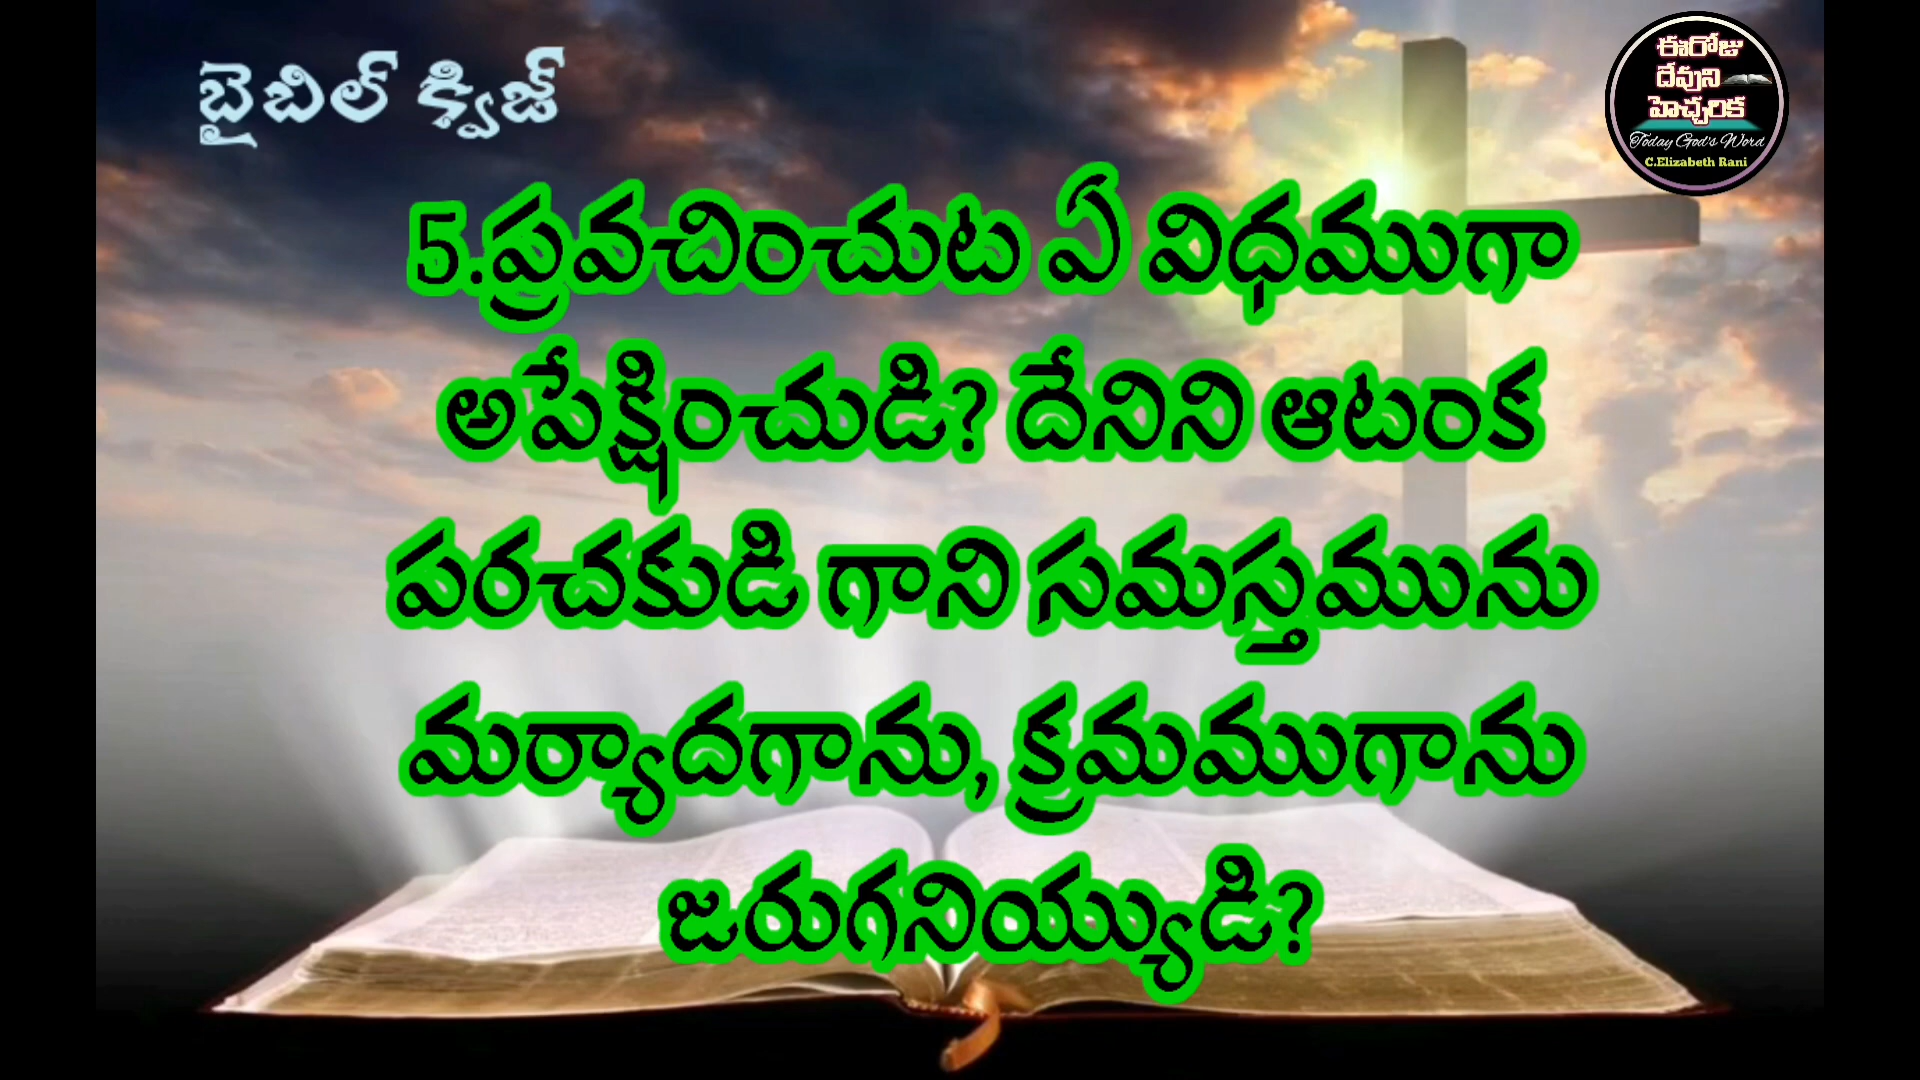 బైబిల్ క్విజ్
ఈరోజు
దేవుని
హెచ్చరిక
Today God's Word
C.Elizabeth Rani
5.ప్రవచించుట ఏ విధముగా
అపేక్షించుడి? దేనిని ఆటంక
పరచకుడి గాని సమస్తమును
మర్యాదగాను, క్రమముగాను
జరుగనియ్యుడి?